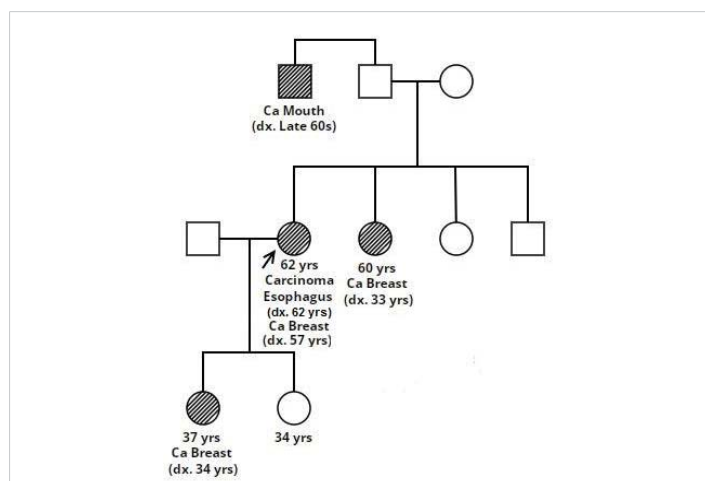 Ca Mouth
(dx. Late 60s)
62 yrs
Carcinoma
Esophagus
(dx. 62 yrs)
Ca Breast
(dx. 57 yrs)
60 yrs
Ca Breast
(dx. 33 yrs)
37 yrs
Ca Breast
(dx. 34 yrs)
34 yrs